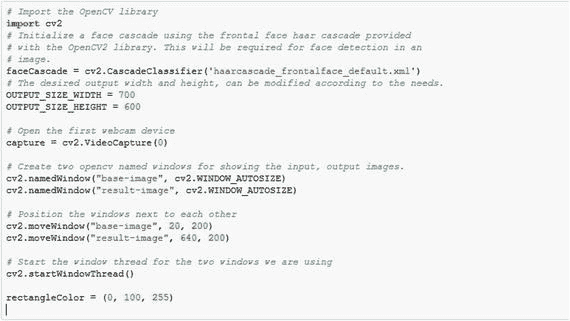 # Import the OpenCV library
import cv2
# Initialize a face cascade using the frontal face haar cascade provided
# with the OpenCV2 library. This will be required for face detection in an
# image.
faceCascade = cv2.CascadeClassifier('haarcascade_frontalface_default.xml')
# The desired output width and height, can be modified according to the needs.
OUTPUT_SIZE_WIDTH = 700
OUTPUT_SIZE_HEIGHT = 600
# Open the first webcam device
capture = cv2.VideoCapture(0)
# Create two opencv named windows for showing the input, output images.
cv2.namedWindow("base-image", cv2.WINDOW_AUTOSIZE)
cv2.namedWindow("result-image", cv2.WINDOW_AUTOSIZE)
# Position the windows next to each other
cv2.moveWindow("base-image", 20, 200)
cv2.moveWindow("result-image", 640, 200)
# Start the window thread for the two windows we are using
cv2.startWindowThread()
rectangleColor = (0, 100, 255)